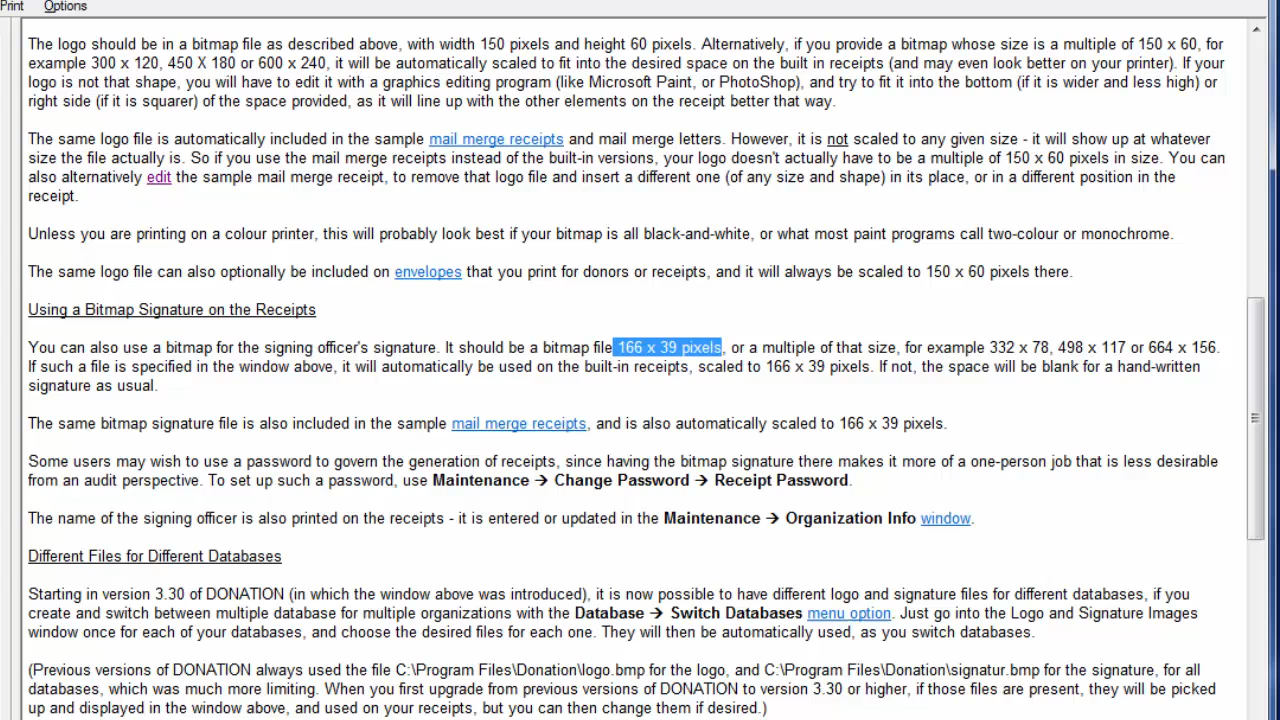 Print Options
The logo should be in a bitmap file as described above, with width 150 pixels and height 60 pixels. Alternatively, if you provide a bitmap whose size is a multiple of 150 x 60, for
example 300 x 120, 450 X 180 or 600 x 240, it will be automatically scaled to fit into the desired space on the built in receipts (and may even look better on your printer). If your
logo is not that shape, you will have to edit it with a graphics editing program (like Microsoft Paint, or PhotoShop), and try to fit it into the bottom (if it is wider and less high) or
right side (if it is squarer) of the space provided, as it will line up with the other elements on the receipt better that way.
The same logo file is automatically included in the sample mail merge receipts and mail merge letters. However, it is not scaled to any given size - it will show up at whatever
size the file actually is. So if you use the mail merge receipts instead of the built-in versions, your logo doesn't actually have to be a multiple of 150 x 60 pixels in size. You can
also alternatively edit the sample mail merge receipt, to remove that logo file and insert a different one (of any size and shape) in its place, or in a different position in the
receipt.
Unless you are printing on a colour printer, this will probably look best if your bitmap is all black-and-white, or what most paint programs call two-colour or monochrome.
The same logo file can also optionally be included on envelopes that you print for donors or receipts, and it will always be scaled to 150 x 60 pixels there.
Using a Bitmap Signature on the Receipts
You can also use a bitmap for the signing officer's signature. It should be a bitmap file 166 x 39 pixels, or a multiple of that size, for example 332 x 78, 498 x 117 or 664 x 156.
If such a file is specified in the window above, it will automatically be used on the built-in receipts, scaled to 166 x 39 pixels. If not, the space will be blank for a hand-written
signature as usual.
The same bitmap signature file is also included in the sample mail merge receipts, and is also automatically scaled to 166 x 39 pixels.
Some users may wish to use a password to govern the generation of receipts, since having the bitmap signature there makes it more of a one-person job that is less desirable
from an audit perspective. To set up such a password, use Maintenance → Change Password → Receipt Password.
The name of the signing officer is also printed on the receipts - it is entered or updated in the Maintenance → Organization Info window.
Different Files for Different Databases
Starting in version 3.30 of DONATION (in which the window above was introduced), it is now possible to have different logo and signature files for different databases, if you
create and switch between multiple database for multiple organizations with the Database → Switch Databases menu option. Just go into the Logo and Signature Images
window once for each of your databases, and choose the desired files for each one. They will then be automatically used, as you switch databases.
(Previous versions of DONATION always used the file C:\Program Files\Donation\logo.bmp for the logo, and C:\Program Files\Donation\signatur.bmp for the signature, for all
databases, which was much more limiting. When you first upgrade from previous versions of DONATION to version 3.30 or higher, if those files are present, they will be picked
up and displayed in the window above, and used on your receipts, but you can then change them if desired.)